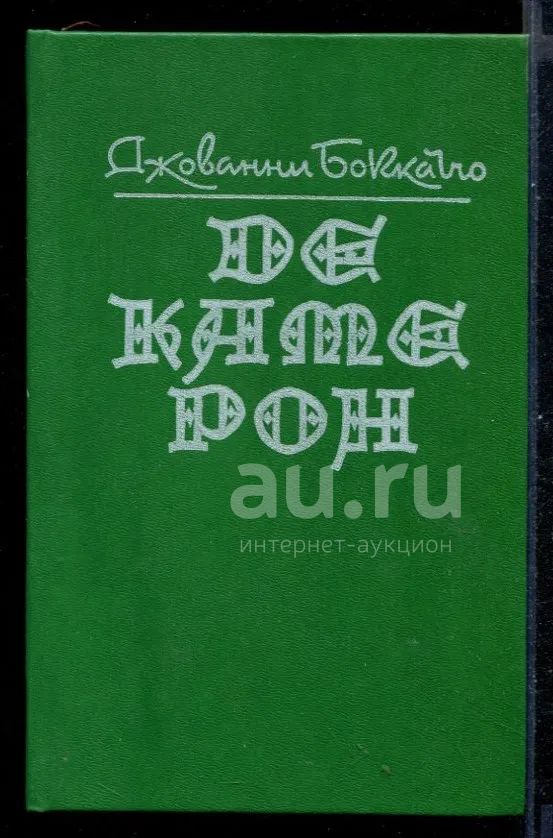 Джованни Боккаччо
ДЕ
КАМЕ
РОН
au.ru
интернет-аукцион